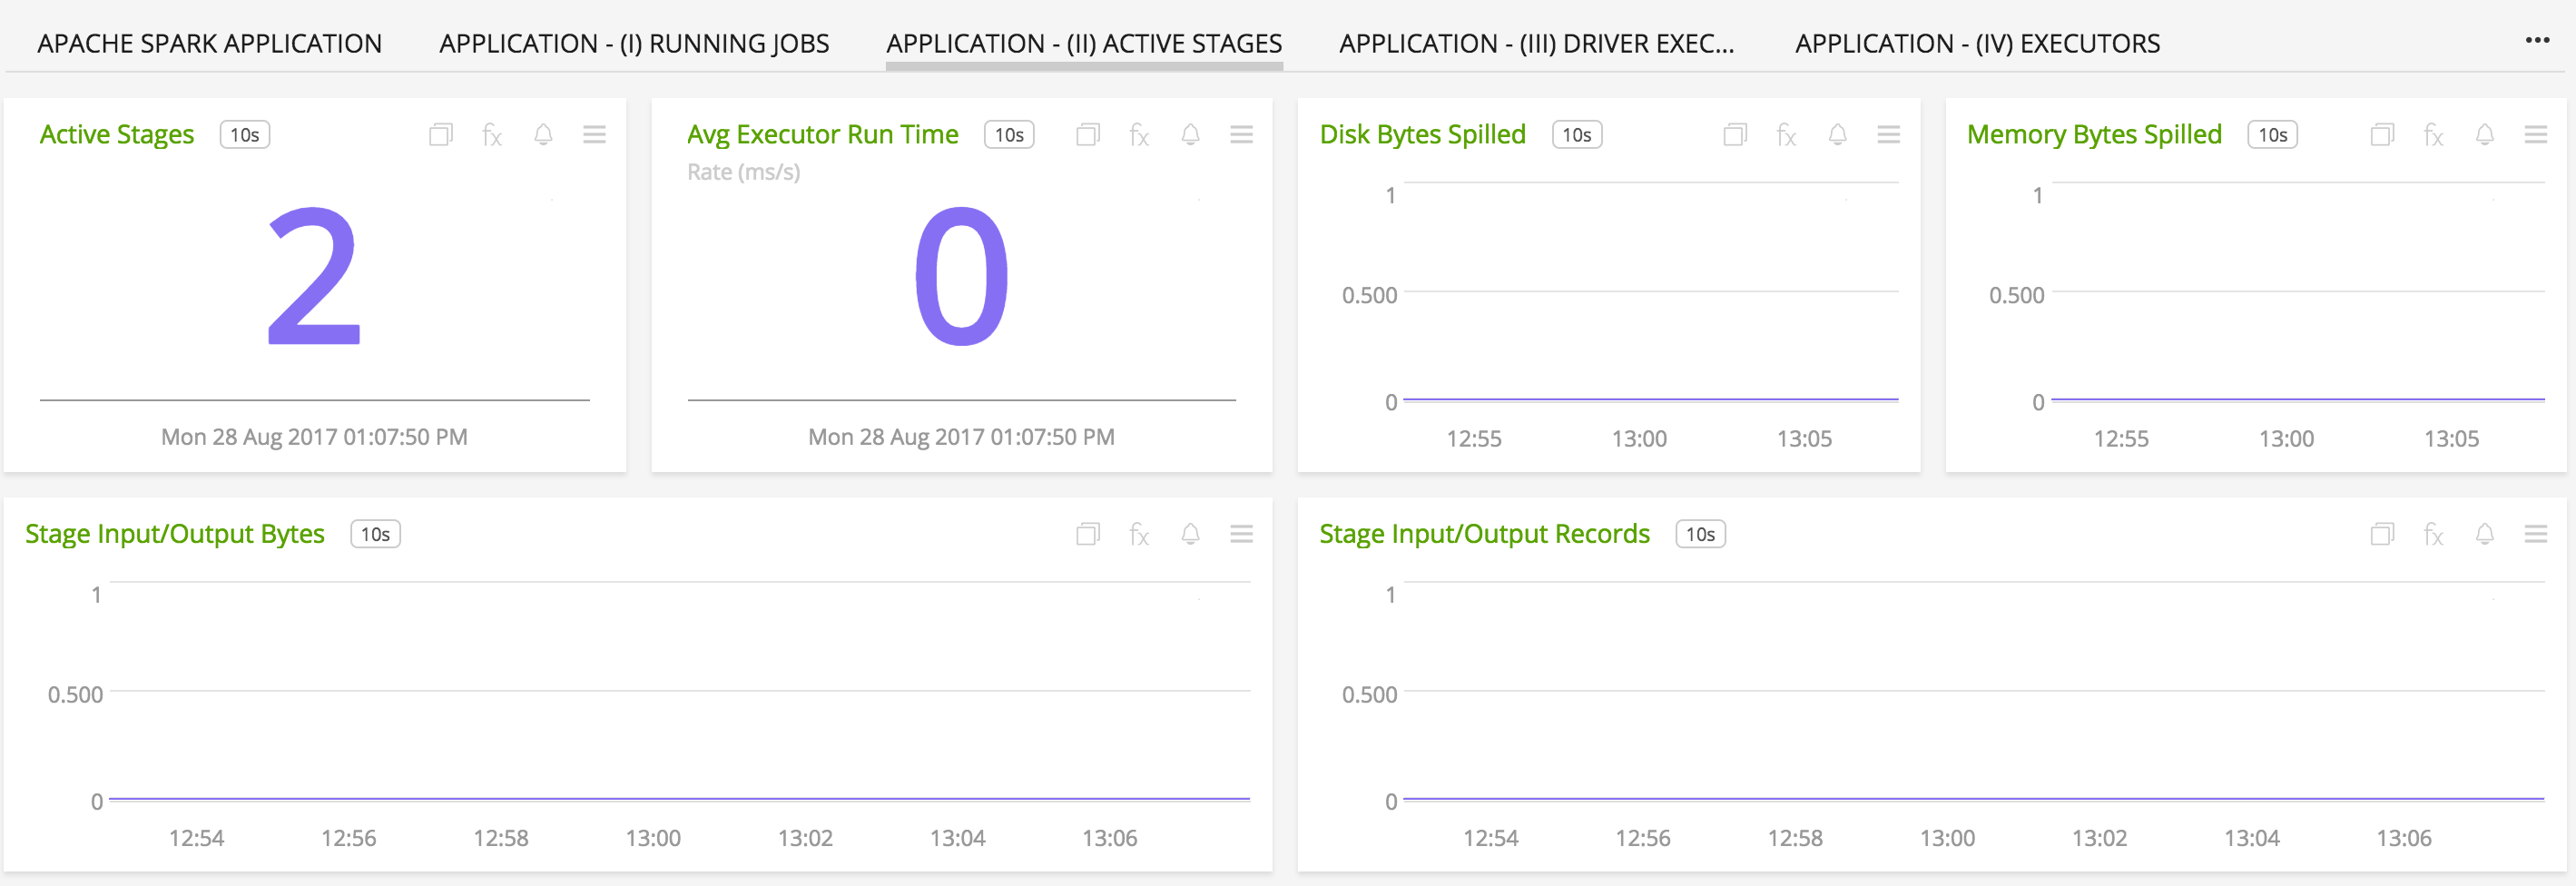 APACHE SPARK APPLICATION APPLICATION - (I) RUNNING JOBS APPLICATION - (II) ACTIVE STAGES APPLICATION - (III) DRIVER EXEC... APPLICATION - (IV) EXECUTORS
Active Stages 10s
2
Mon 28 Aug 2017 01:07:50 PM
Avg Executor Run Time 10s
Rate (ms/s)
0
Mon 28 Aug 2017 01:07:50 PM
Disk Bytes Spilled 10s
1
0.500
0
12:55 13:00 13:05
Memory Bytes Spilled 10s
1
0.500
0
12:55 13:00 13:05
Stage Input/Output Bytes 10s
1
0.500
0
12:54 12:56 12:58 13:00 13:02 13:04 13:06
Stage Input/Output Records 10s
1
0.500
0
12:54 12:56 12:58 13:00 13:02 13:04 13:06